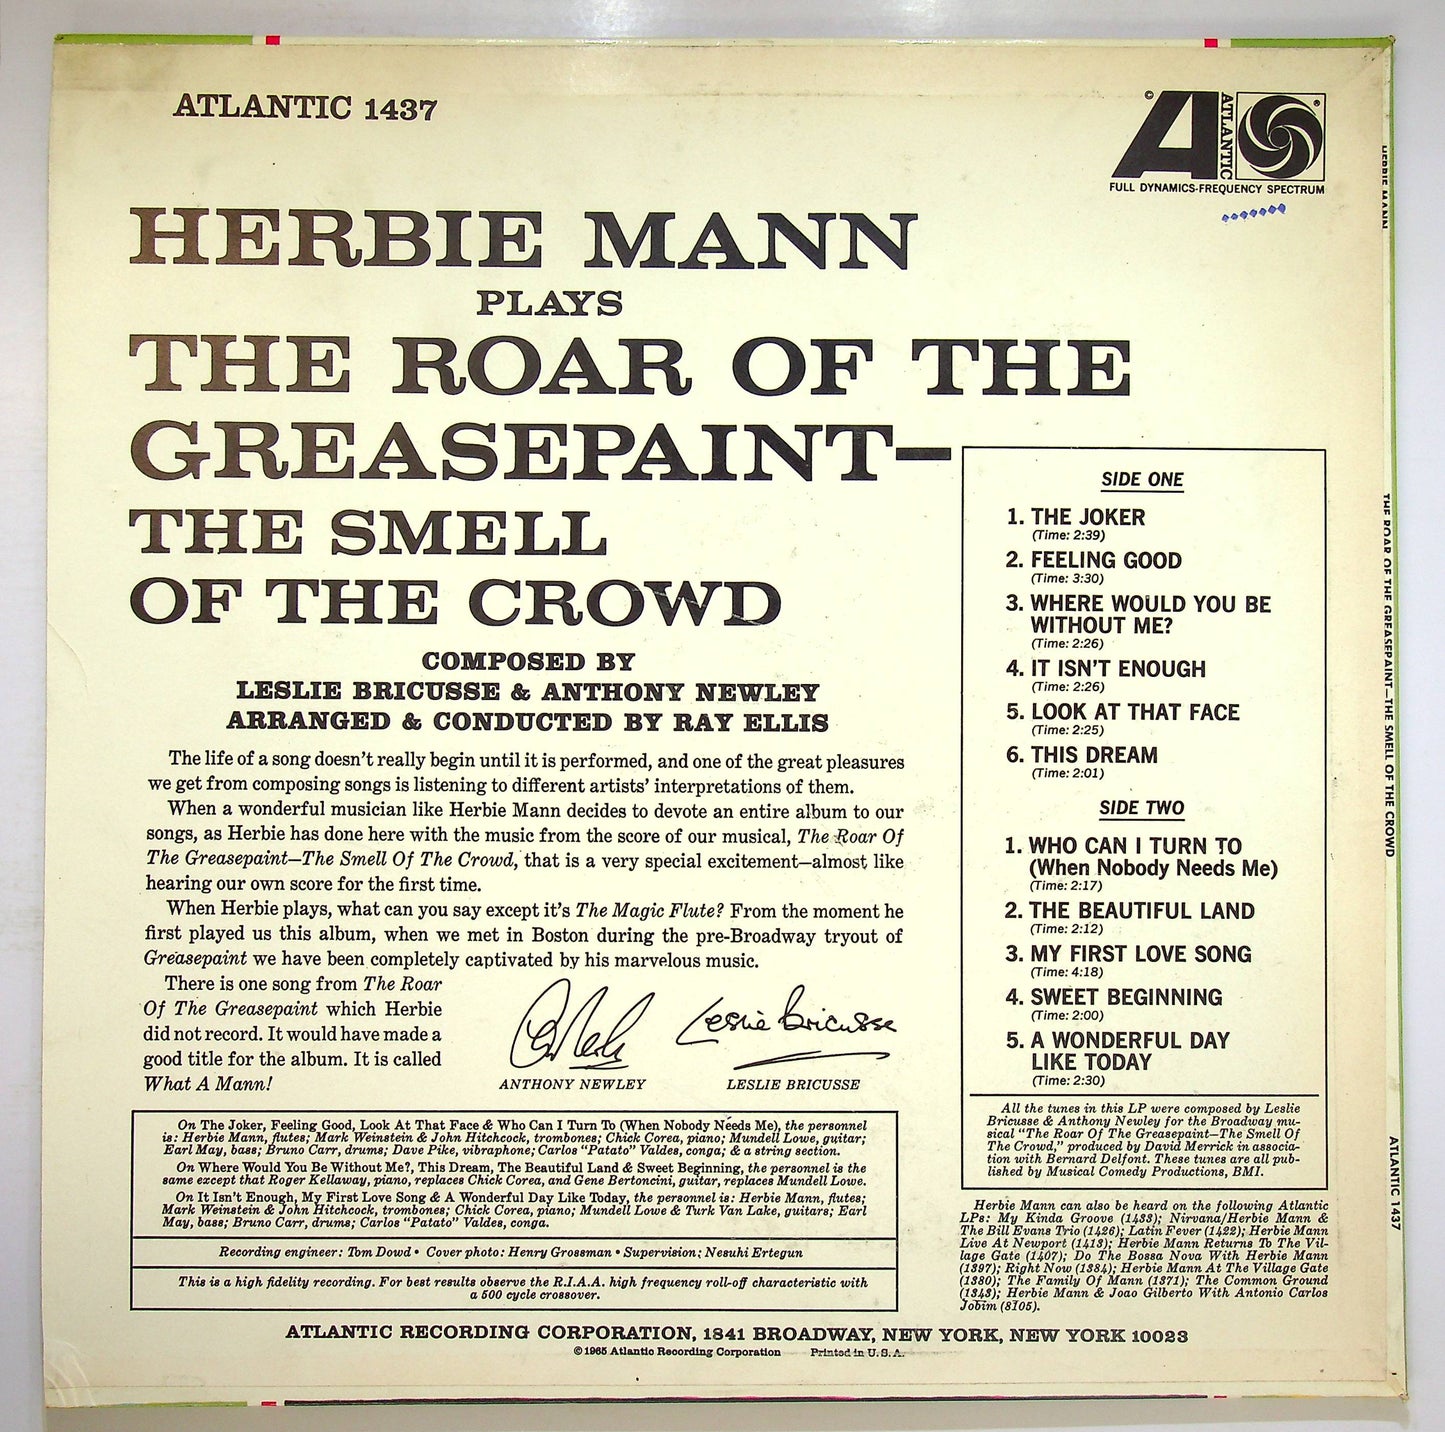 ATLANTIC 1437
ATLANTIC
FULL DYNAMICS-FREQUENCY SPECTRUM
HERBIE MANN
PLAYS
THE ROAR OF THE
GREASEPAINT—
THE SMELL
OF THE CROWD
COMPOSED BY
LESLIE BRICUSSE & ANTHONY NEWLEY
ARRANGED & CONDUCTED BY RAY ELLIS
The life of a song doesn't really begin until it is performed, and one of the great pleasures
we get from composing songs is listening to different artists' interpretations of them.
When a wonderful musician like Herbie Mann decides to devote an entire album to our
songs, as Herbie has done here with the music from the score of our musical, The Roar Of
The Greasepaint—The Smell Of The Crowd, that is a very special excitement—almost like
hearing our own score for the first time.
When Herbie plays, what can you say except it's The Magic Flute? From the moment he
first played us this album, when we met in Boston during the pre-Broadway tryout of
Greasepaint we have been completely captivated by his marvelous music.
There is one song from The Roar
Of The Greasepaint which Herbie
did not record. It would have made a
good title for the album. It is called
What A Mann!
Leslie Bricusse
ANTHONY NEWLEY
LESLIE BRICUSSE
On The Joker, Feeling Good, Look At That Face & Who Can I Turn To (When Nobody Needs Me), the personnel
is: Herbie Mann, flutes; Mark Weinstein & John Hitchcock, trombones; Chick Corea, piano; Mundell Lowe, guitar;
Earl May, bass; Bruno Carr, drums; Dave Pike, vibraphone; Carlos "Patato" Valdes, conga; & a string section.
On Where Would You Be Without Me?, This Dream, The Beautiful Land & Sweet Beginning, the personnel is the
same except that Roger Kellaway, piano, replaces Chick Corea, and Gene Bertoncini, guitar, replaces Mundell Lowe.
On It Isn't Enough, My First Love Song & A Wonderful Day Like Today, the personnel is: Herbie Mann, flutes;
Mark Weinstein & John Hitchcock, trombones; Chick Corea, piano; Mundell Lowe & Turk Van Lake, guitars; Earl
May, bass; Bruno Carr, drums; Carlos "Patato" Valdes, conga.
Recording engineer: Tom Dowd • Cover photo: Henry Grossman • Supervision: Nesuhi Ertegun
This is a high fidelity recording. For best results observe the R.I.A.A. high frequency roll-off characteristic with
a 500 cycle crossover.
SIDE ONE
1. THE JOKER
(Time: 2:39)
2. FEELING GOOD
(Time: 3:30)
3. WHERE WOULD YOU BE
WITHOUT ME?
(Time: 2:26)
4. IT ISN'T ENOUGH
(Time: 2:26)
5. LOOK AT THAT FACE
(Time: 2:25)
6. THIS DREAM
(Time: 2:01)
SIDE TWO
1. WHO CAN I TURN TO
(When Nobody Needs Me)
(Time: 2:17)
2. THE BEAUTIFUL LAND
(Time: 2:12)
3. MY FIRST LOVE SONG
(Time: 4:18)
4. SWEET BEGINNING
(Time: 2:00)
5. A WONDERFUL DAY
LIKE TODAY
(Time: 2:30)
All the tunes in this LP were composed by Leslie
Bricusse & Anthony Newley for the Broadway mu-
sical "The Roar Of The Greasepaint—The Smell Of
The Crowd," produced by David Merrick in associa-
tion with Bernard Delfont. These tunes are all pub-
lished by Musical Comedy Productions, BMI.
Herbie Mann can also be heard on the following Atlantic
LPs: My Kinda Groove (1433); Nirvana/Herbie Mann &
The Bill Evans Trio (1426); Latin Fever (1422); Herbie Mann
Live At Newport (1413); Herbie Mann Returns To The Vil-
lage Gate (1407); Do The Bossa Nova With Herbie Mann
(1397); Right Now (1384); Herbie Mann At The Village Gate
(1380); The Family Of Mann (1371); The Common Ground
(1343); Herbie Mann & Joao Gilberto With Antonio Carlos
Jobim (8105).
ATLANTIC RECORDING CORPORATION, 1841 BROADWAY, NEW YORK, NEW YORK 10023
©1965 Atlantic Recording Corporation Printed in U.S.A.
HERBIE MANN
THE ROAR OF THE GREASEPAINT—THE SMELL OF THE CROWD
ATLANTIC 1437